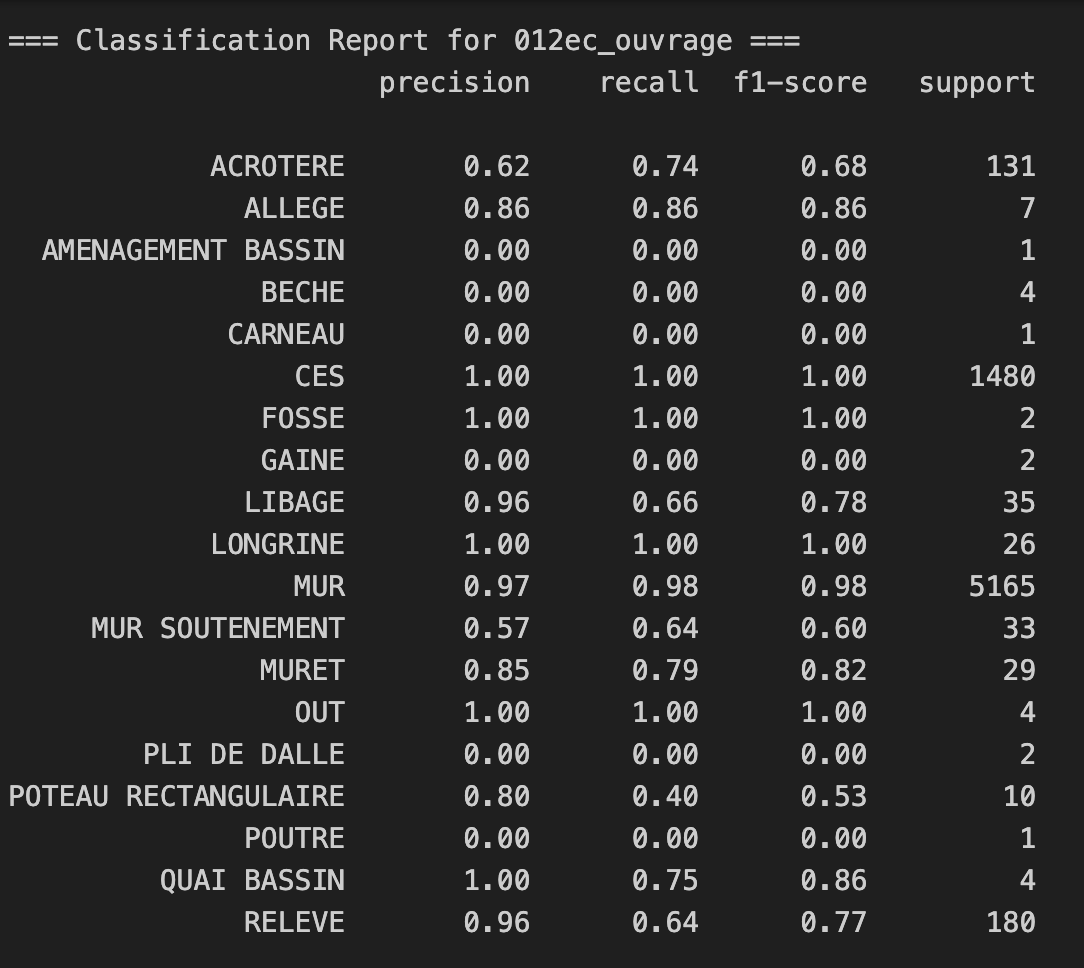 === Classification Report for 012ec_ouvrage ===
precision recall f1-score support
ACROTERE 0.62 0.74 0.68 131
ALLEGE 0.86 0.86 0.86 7
AMENAGEMENT BASSIN 0.00 0.00 0.00 1
BECHE 0.00 0.00 0.00 4
CARNEAU 0.00 0.00 0.00 1
CES 1.00 1.00 1.00 1480
FOSSE 1.00 1.00 1.00 2
GAINE 0.00 0.00 0.00 2
LIBAGE 0.96 0.66 0.78 35
LONGRINE 1.00 1.00 1.00 26
MUR 0.97 0.98 0.98 5165
MUR SOUTENEMENT 0.57 0.64 0.60 33
MURET 0.85 0.79 0.82 29
OUT 1.00 1.00 1.00 4
PLI DE DALLE 0.00 0.00 0.00 2
POTEAU RECTANGULAIRE 0.80 0.40 0.53 10
POUTRE 0.00 0.00 0.00 1
QUAI BASSIN 1.00 0.75 0.86 4
RELEVE 0.96 0.64 0.77 180